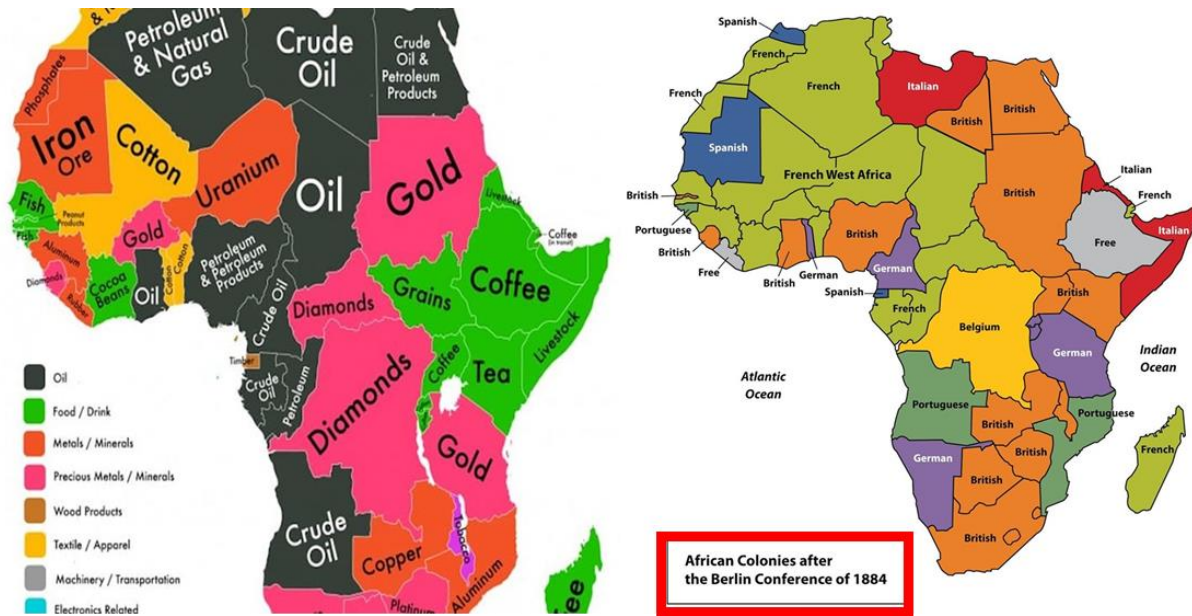 Phosphates
Petroleum
& Natural
Gas
Crude
Oil
Crude
Oil &
Petroleum
Products
Iron
Ore
Cotton
Uranium
Oil
Gold
Fish
Peanut
Products
Fish
Aluminum
Diamonds
Rubber
Cocoa
Beans
Gold
Oil
Cotton
Cotton
Petroleum
& Petroleum
Products
Crude Oil
Livestock
Coffee
(in transit)
Coffee
Grains
Diamonds
Livestock
Timber
Crude
Oil
Petroleum
Diamonds
Coffee
Tea
Gold
Crude
Oil
Copper
Tobacco
Aluminum
Platinum
Oil
Food / Drink
Metals / Minerals
Precious Metals / Minerals
Wood Products
Textile / Apparel
Machinery / Transportation
Electronics Related
Spanish
French
French
French
Italian
British
British
Spanish
French West Africa
British
Italian
French
Italian
British
Portuguese
British
Free
British
German
British
German
Spanish
French
Free
British
Belgium
German
Indian
Ocean
Atlantic
Ocean
Portuguese
British
Portuguese
German
British
British
French
British
African Colonies after
the Berlin Conference of 1884